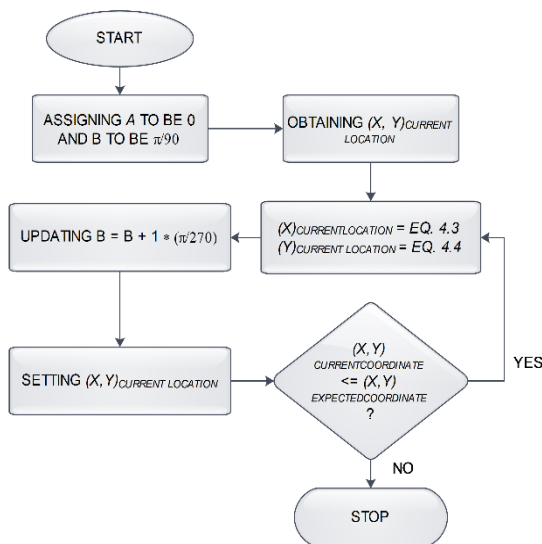 START
ASSIGNING A TO BE 0
AND B TO BE π/90
OBTAINING (X, Y)CURRENT
LOCATION
(X)CURRENTLOCATION = EQ. 4.3
(Y)CURRENT LOCATION = EQ. 4.4
UPDATING B = B + 1 * (π/270)
SETTING (X,Y)CURRENT LOCATION
(X,Y)
CURRENTCOORDINATE
<= (X,Y)
EXPECTEDCOORDINATE
?
YES
NO
STOP